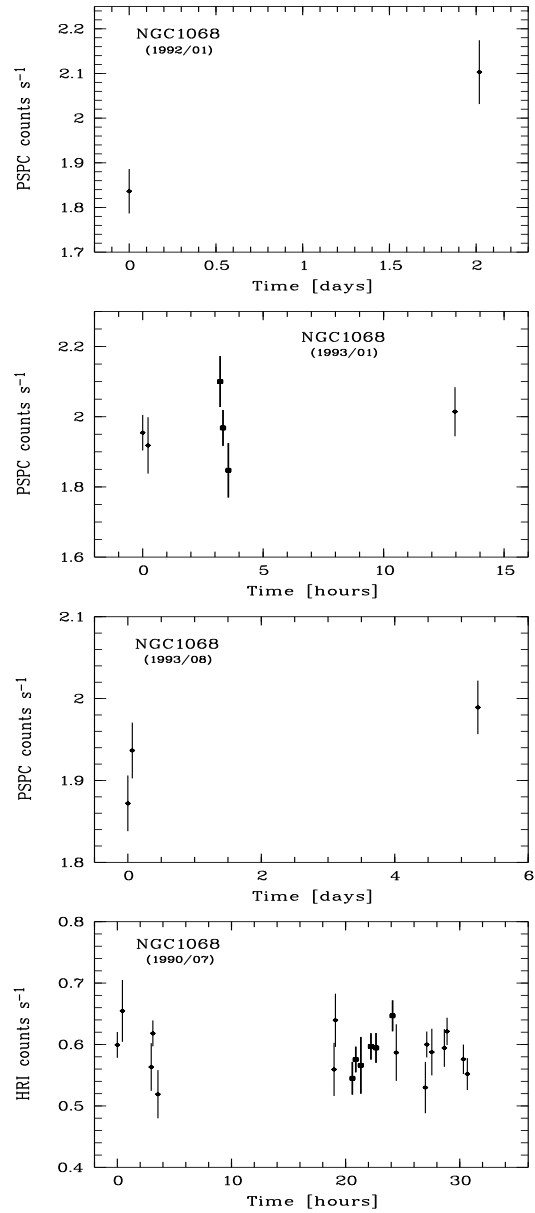 NGC1068
(1992/01)
PSPC counts s⁻¹
2.2
2.1
2
1.9
1.8
1.7
0 0.5 1 1.5 2
Time [days]
NGC1068
(1993/01)
PSPC counts s⁻¹
2.2
2
1.8
1.6
0 5 10 15
Time [hours]
NGC1068
(1993/08)
PSPC counts s⁻¹
2.1
2
1.9
1.8
0 2 4 6
Time [days]
NGC1068
(1990/07)
HRI counts s⁻¹
0.8
0.7
0.6
0.5
0.4
0 10 20 30
Time [hours]